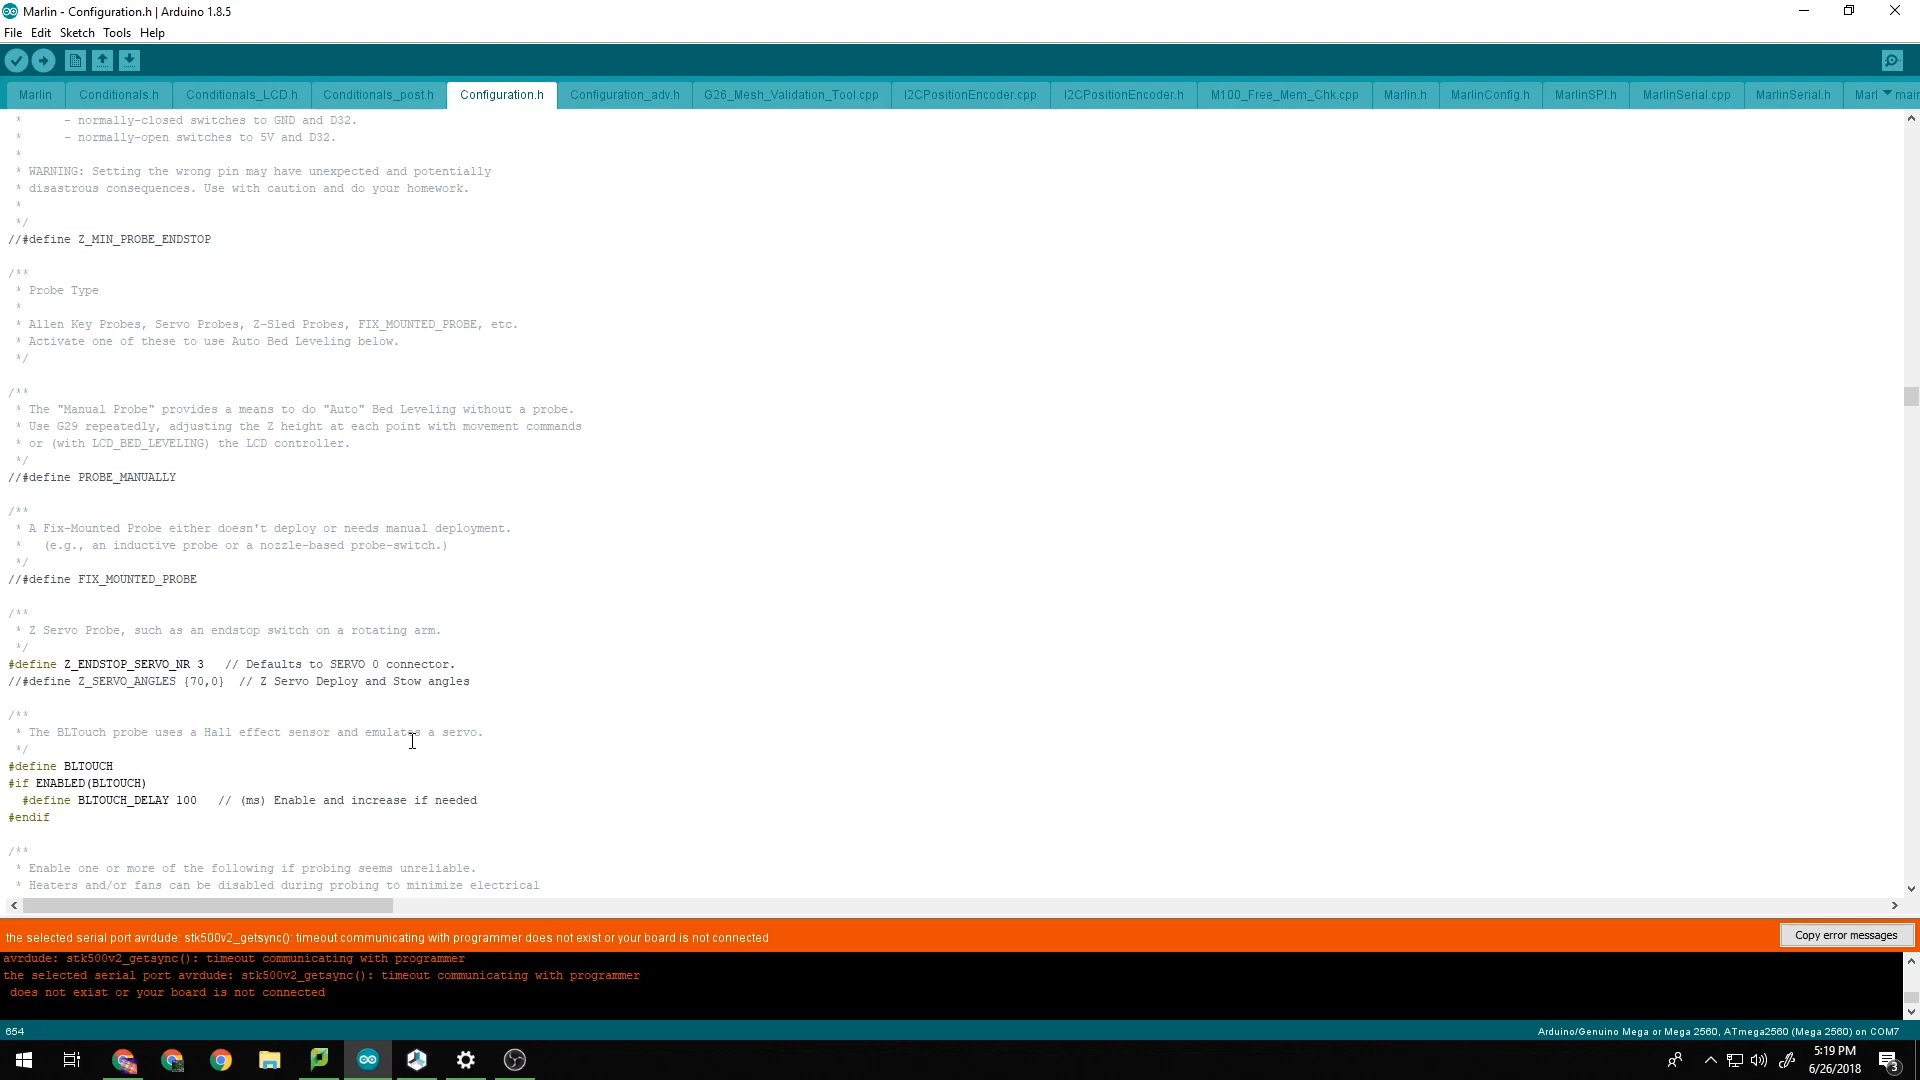 Marlin - Configuration.h | Arduino 1.8.5
File Edit Sketch Tools Help
Marlin Conditionals.h Conditionals_LCD.h Conditionals_post.h Configuration.h Configuration_adv.h G26_Mesh_Validation_Tool.cpp I2CPositionEncoder.cpp I2CPositionEncoder.h M100_Free_Mem_Chk.cpp Marlin.h MarlinConfig.h MarlinSPI.h MarlinSerial.cpp MarlinSerial.h Marl main
*      - normally-closed switches to GND and D32.
*      - normally-open switches to 5V and D32.
*
* WARNING: Setting the wrong pin may have unexpected and potentially
* disastrous consequences. Use with caution and do your homework.
*
*/
//#define Z_MIN_PROBE_ENDSTOP
/**
* Probe Type
*
* Allen Key Probes, Servo Probes, Z-Sled Probes, FIX_MOUNTED_PROBE, etc.
* Activate one of these to use Auto Bed Leveling below.
*/
/**
* The "Manual Probe" provides a means to do "Auto" Bed Leveling without a probe.
* Use G29 repeatedly, adjusting the Z height at each point with movement commands
* or (with LCD_BED_LEVELING) the LCD controller.
*/
//#define PROBE_MANUALLY
/**
* A Fix-Mounted Probe either doesn't deploy or needs manual deployment.
*   (e.g., an inductive probe or a nozzle-based probe-switch.)
*/
//#define FIX_MOUNTED_PROBE
/**
* Z Servo Probe, such as an endstop switch on a rotating arm.
*/
#define Z_ENDSTOP_SERVO_NR 3   // Defaults to SERVO 0 connector.
//#define Z_SERVO_ANGLES {70,0}  // Z Servo Deploy and Stow angles
/**
* The BLTouch probe uses a Hall effect sensor and emulates a servo.
*/
#define BLTOUCH
#if ENABLED(BLTOUCH)
  #define BLTOUCH_DELAY 100   // (ms) Enable and increase if needed
#endif
/**
* Enable one or more of the following if probing seems unreliable.
* Heaters and/or fans can be disabled during probing to minimize electrical
the selected serial port avrdude: stk500v2_getsync(): timeout communicating with programmer does not exist or your board is not connected
Copy error messages
avrdude: stk500v2_getsync(): timeout communicating with programmer
the selected serial port avrdude: stk500v2_getsync(): timeout communicating with programmer
does not exist or your board is not connected
654
Arduino/Genuino Mega or Mega 2560, ATmega2560 (Mega 2560) on COM7
5:19 PM
6/26/2018
3